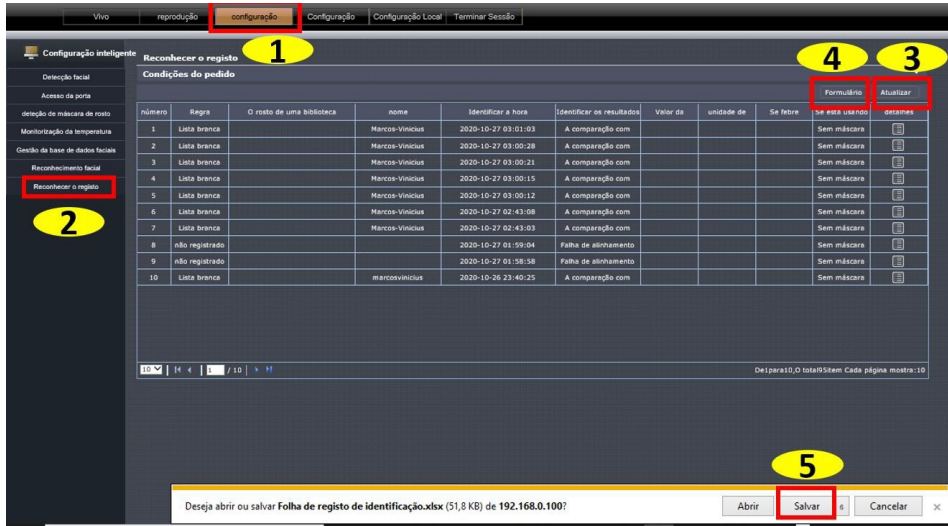 Vivo reprodução configuração Configuração Configuração Local Terminar Sessão
1
Configuração inteligente
Detecção facial
Acesso da porta
deteção de máscara de rosto
Monitorização da temperatura
Gestão da base de dados faciais
Reconhecimento facial
Reconhecer o registo
2
Reconhecer o registo
Condições do pedido
4 3
Formulário Atualizar
número Regra O rosto de uma biblioteca nome Identificar a hora Identificar os resultados Valor da unidade de Se febre Se está usando detalhes
1 Lista branca Marcos-Vinicius 2020-10-27 03:01:03 A comparação com Sem máscara
2 Lista branca Marcos-Vinicius 2020-10-27 03:00:28 A comparação com Sem máscara
3 Lista branca Marcos-Vinicius 2020-10-27 03:00:21 A comparação com Sem máscara
4 Lista branca Marcos-Vinicius 2020-10-27 03:00:15 A comparação com Sem máscara
5 Lista branca Marcos-Vinicius 2020-10-27 03:00:12 A comparação com Sem máscara
6 Lista branca Marcos-Vinicius 2020-10-27 02:43:08 A comparação com Sem máscara
7 Lista branca Marcos-Vinicius 2020-10-27 02:43:03 A comparação com Sem máscara
8 não registrado 2020-10-27 01:59:04 Falha de alinhamento Sem máscara
9 não registrado 2020-10-27 01:58:58 Falha de alinhamento Sem máscara
10 Lista branca marcosvinicius 2020-10-26 23:40:25 A comparação com Sem máscara
10 1 / 10 De1para10,O total95item Cada página mostra:10
5
Deseja abrir ou salvar Folha de registo de identificação.xlsx (51,8 KB) de 192.168.0.100? Abrir Salvar 6 Cancelar ×